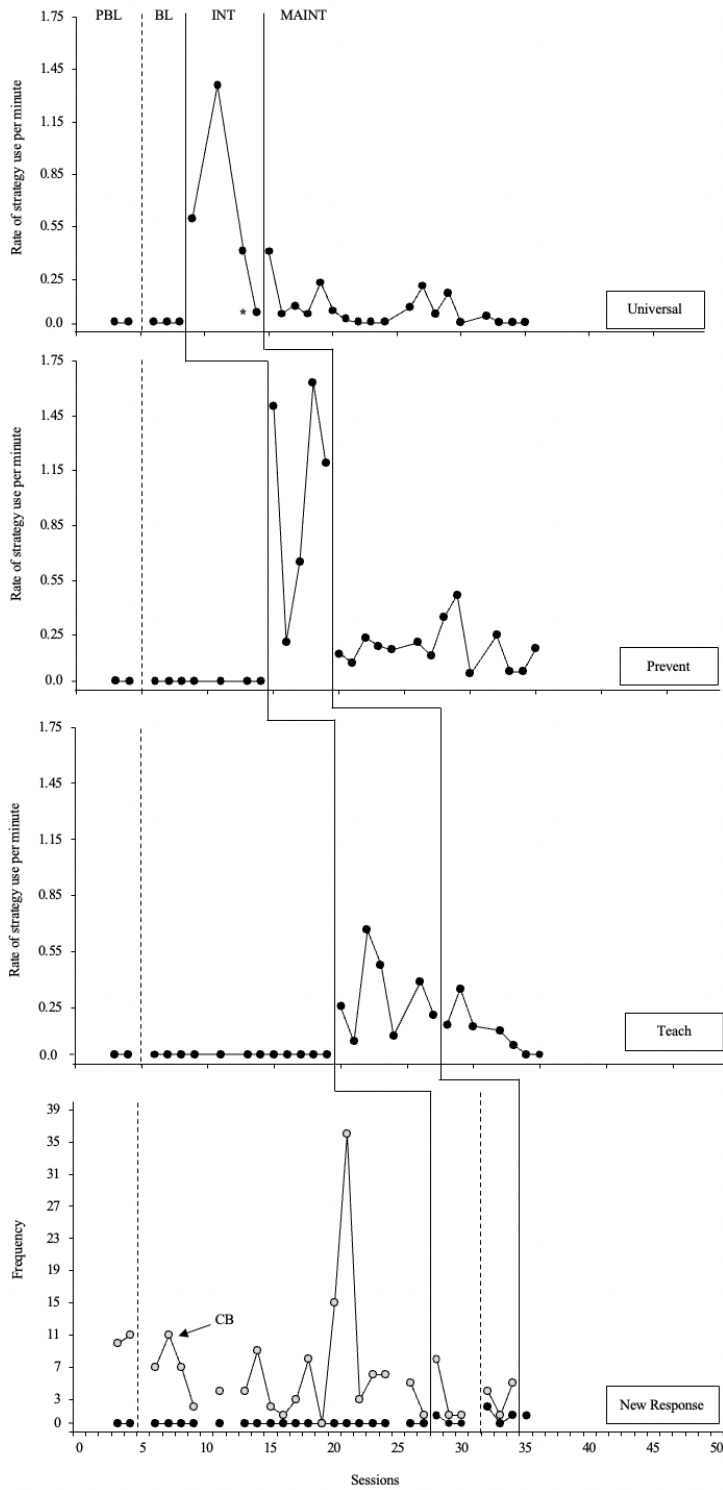 PBL BL INT MAINT
Rate of strategy use per minute
1.75
1.45
1.15
0.85
0.55
0.25
0.0
*
Universal
Rate of strategy use per minute
1.75
1.45
1.15
0.85
0.55
0.25
0.0
Prevent
Rate of strategy use per minute
1.75
1.45
1.15
0.85
0.55
0.25
0.0
Teach
Frequency
39
35
31
27
23
19
15
11
7
3
0
CB
New Response
0 5 10 15 20 25 30 35 40 45 50
Sessions